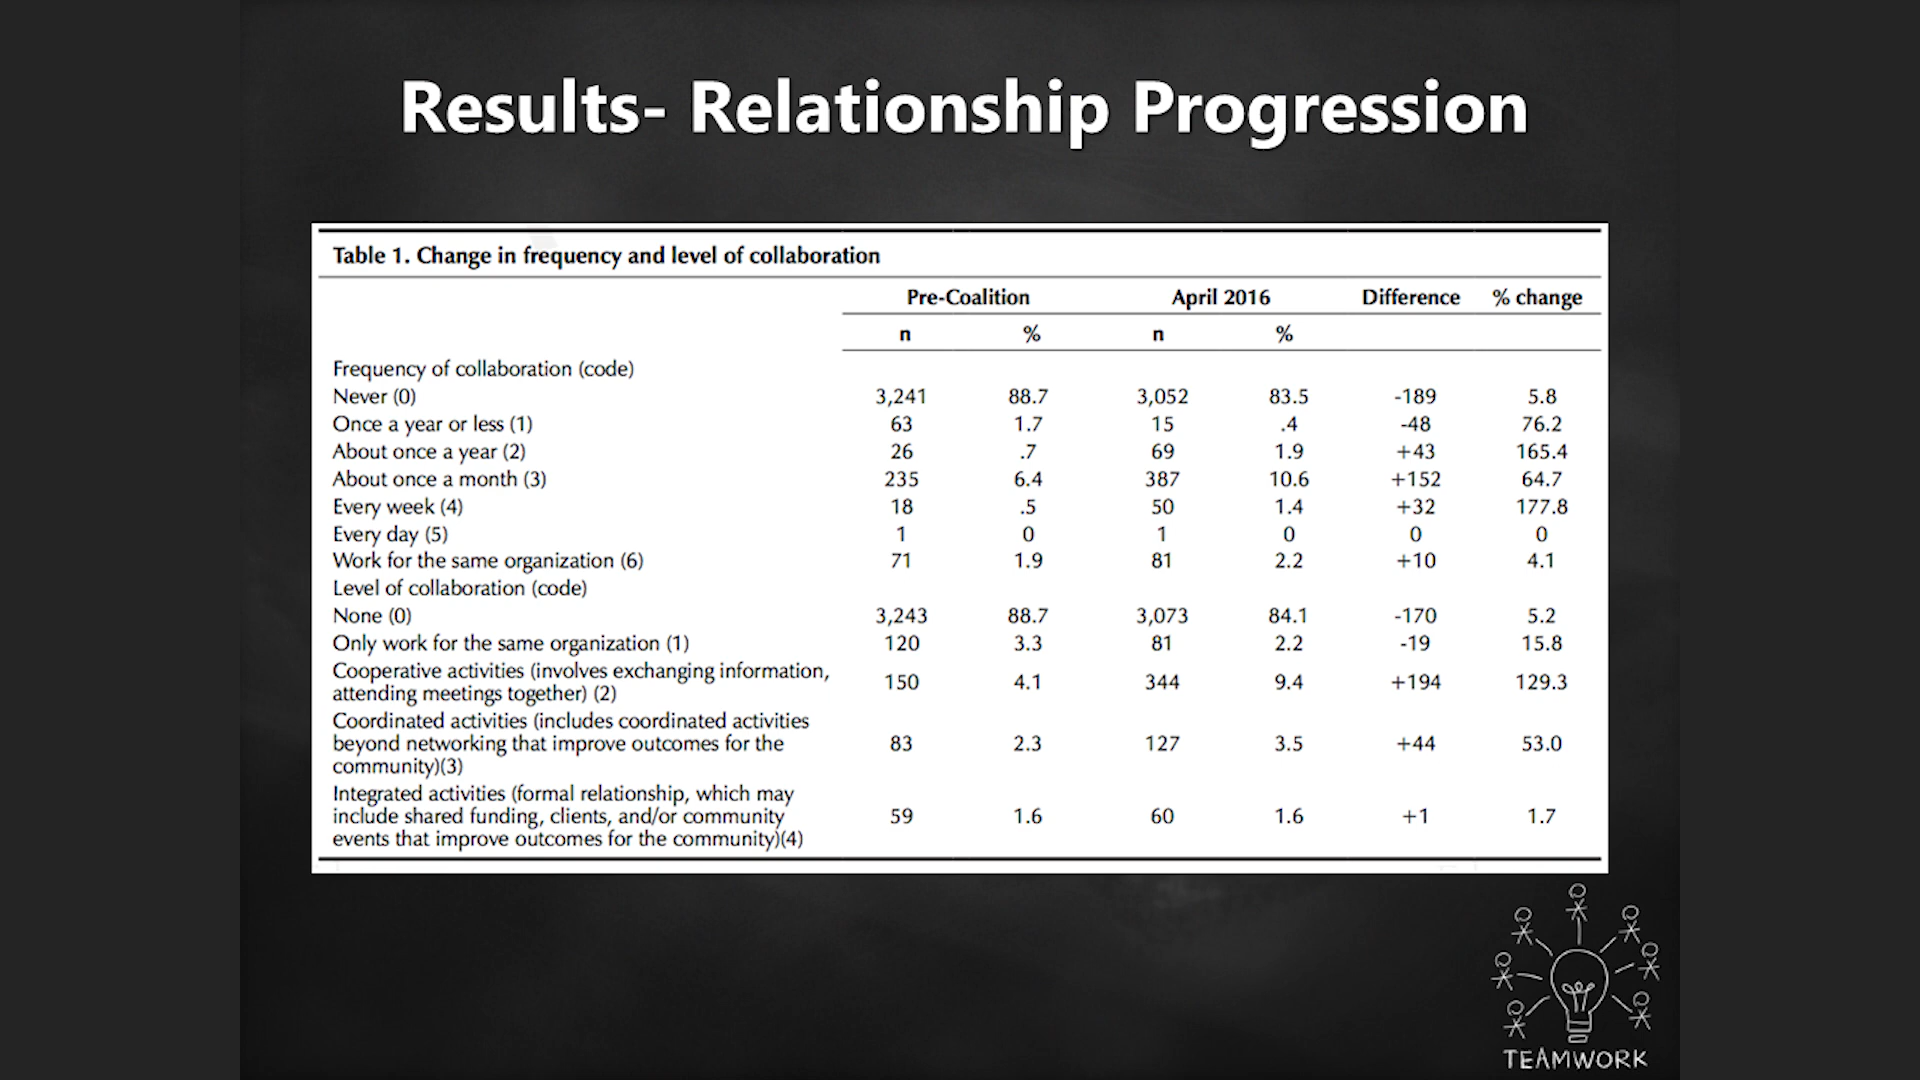 Results- Relationship Progression
Table 1. Change in frequency and level of collaboration
Pre-Coalition April 2016 Difference % change
n % n %
Frequency of collaboration (code)
Never (0) 3,241 88.7 3,052 83.5 -189 5.8
Once a year or less (1) 63 1.7 15 .4 -48 76.2
About once a year (2) 26 .7 69 1.9 +43 165.4
About once a month (3) 235 6.4 387 10.6 +152 64.7
Every week (4) 18 .5 50 1.4 +32 177.8
Every day (5) 1 0 1 0 0 0
Work for the same organization (6) 71 1.9 81 2.2 +10 4.1
Level of collaboration (code)
None (0) 3,243 88.7 3,073 84.1 -170 5.2
Only work for the same organization (1) 120 3.3 81 2.2 -19 15.8
Cooperative activities (involves exchanging information,
attending meetings together) (2) 150 4.1 344 9.4 +194 129.3
Coordinated activities (includes coordinated activities
beyond networking that improve outcomes for the 83 2.3 127 3.5 +44 53.0
community)(3)
Integrated activities (formal relationship, which may
include shared funding, clients, and/or community 59 1.6 60 1.6 +1 1.7
events that improve outcomes for the community)(4)
TEAMWORK